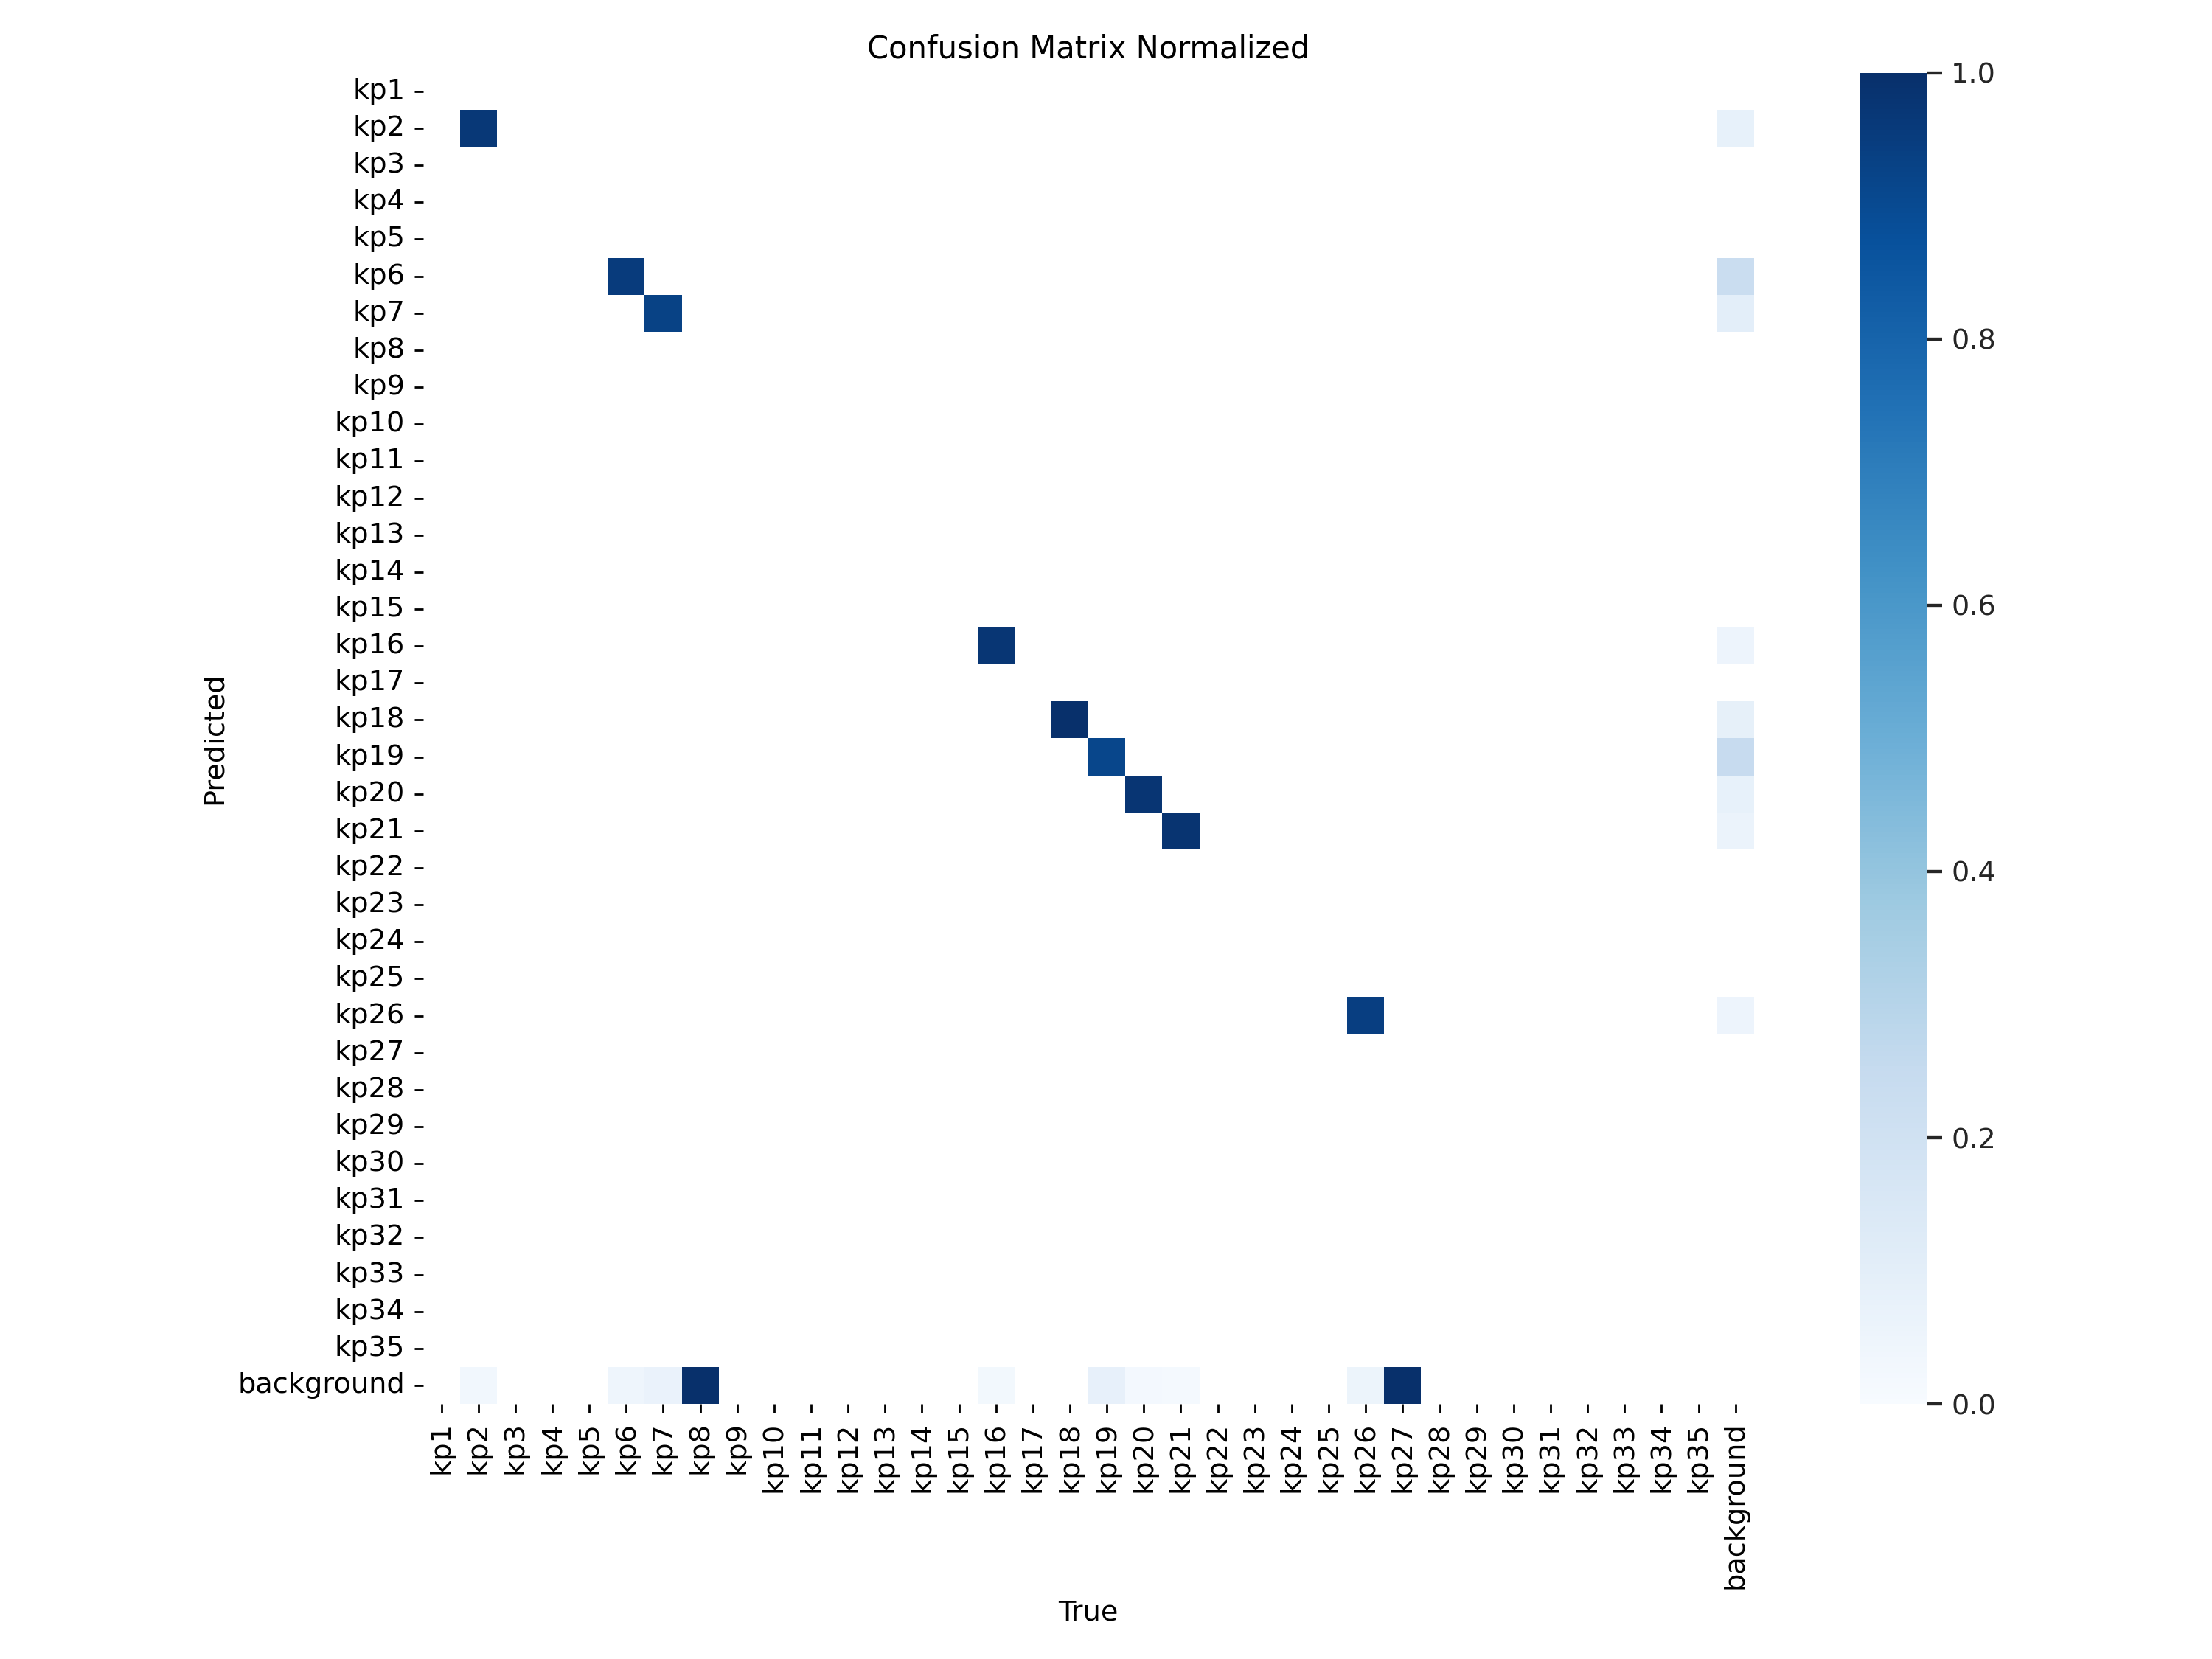 Confusion Matrix Normalized
kp1
kp2
kp3
kp4
kp5
kp6
kp7
kp8
kp9
kp10
kp11
kp12
kp13
kp14
kp15
kp16
kp17
kp18
kp19
kp20
kp21
kp22
kp23
kp24
kp25
kp26
kp27
kp28
kp29
kp30
kp31
kp32
kp33
kp34
kp35
background
Predicted
kp1
kp2
kp3
kp4
kp5
kp6
kp7
kp8
kp9
kp10
kp11
kp12
kp13
kp14
kp15
kp16
kp17
kp18
kp19
kp20
kp21
kp22
kp23
kp24
kp25
kp26
kp27
kp28
kp29
kp30
kp31
kp32
kp33
kp34
kp35
background
True
1.0
0.8
0.6
0.4
0.2
0.0